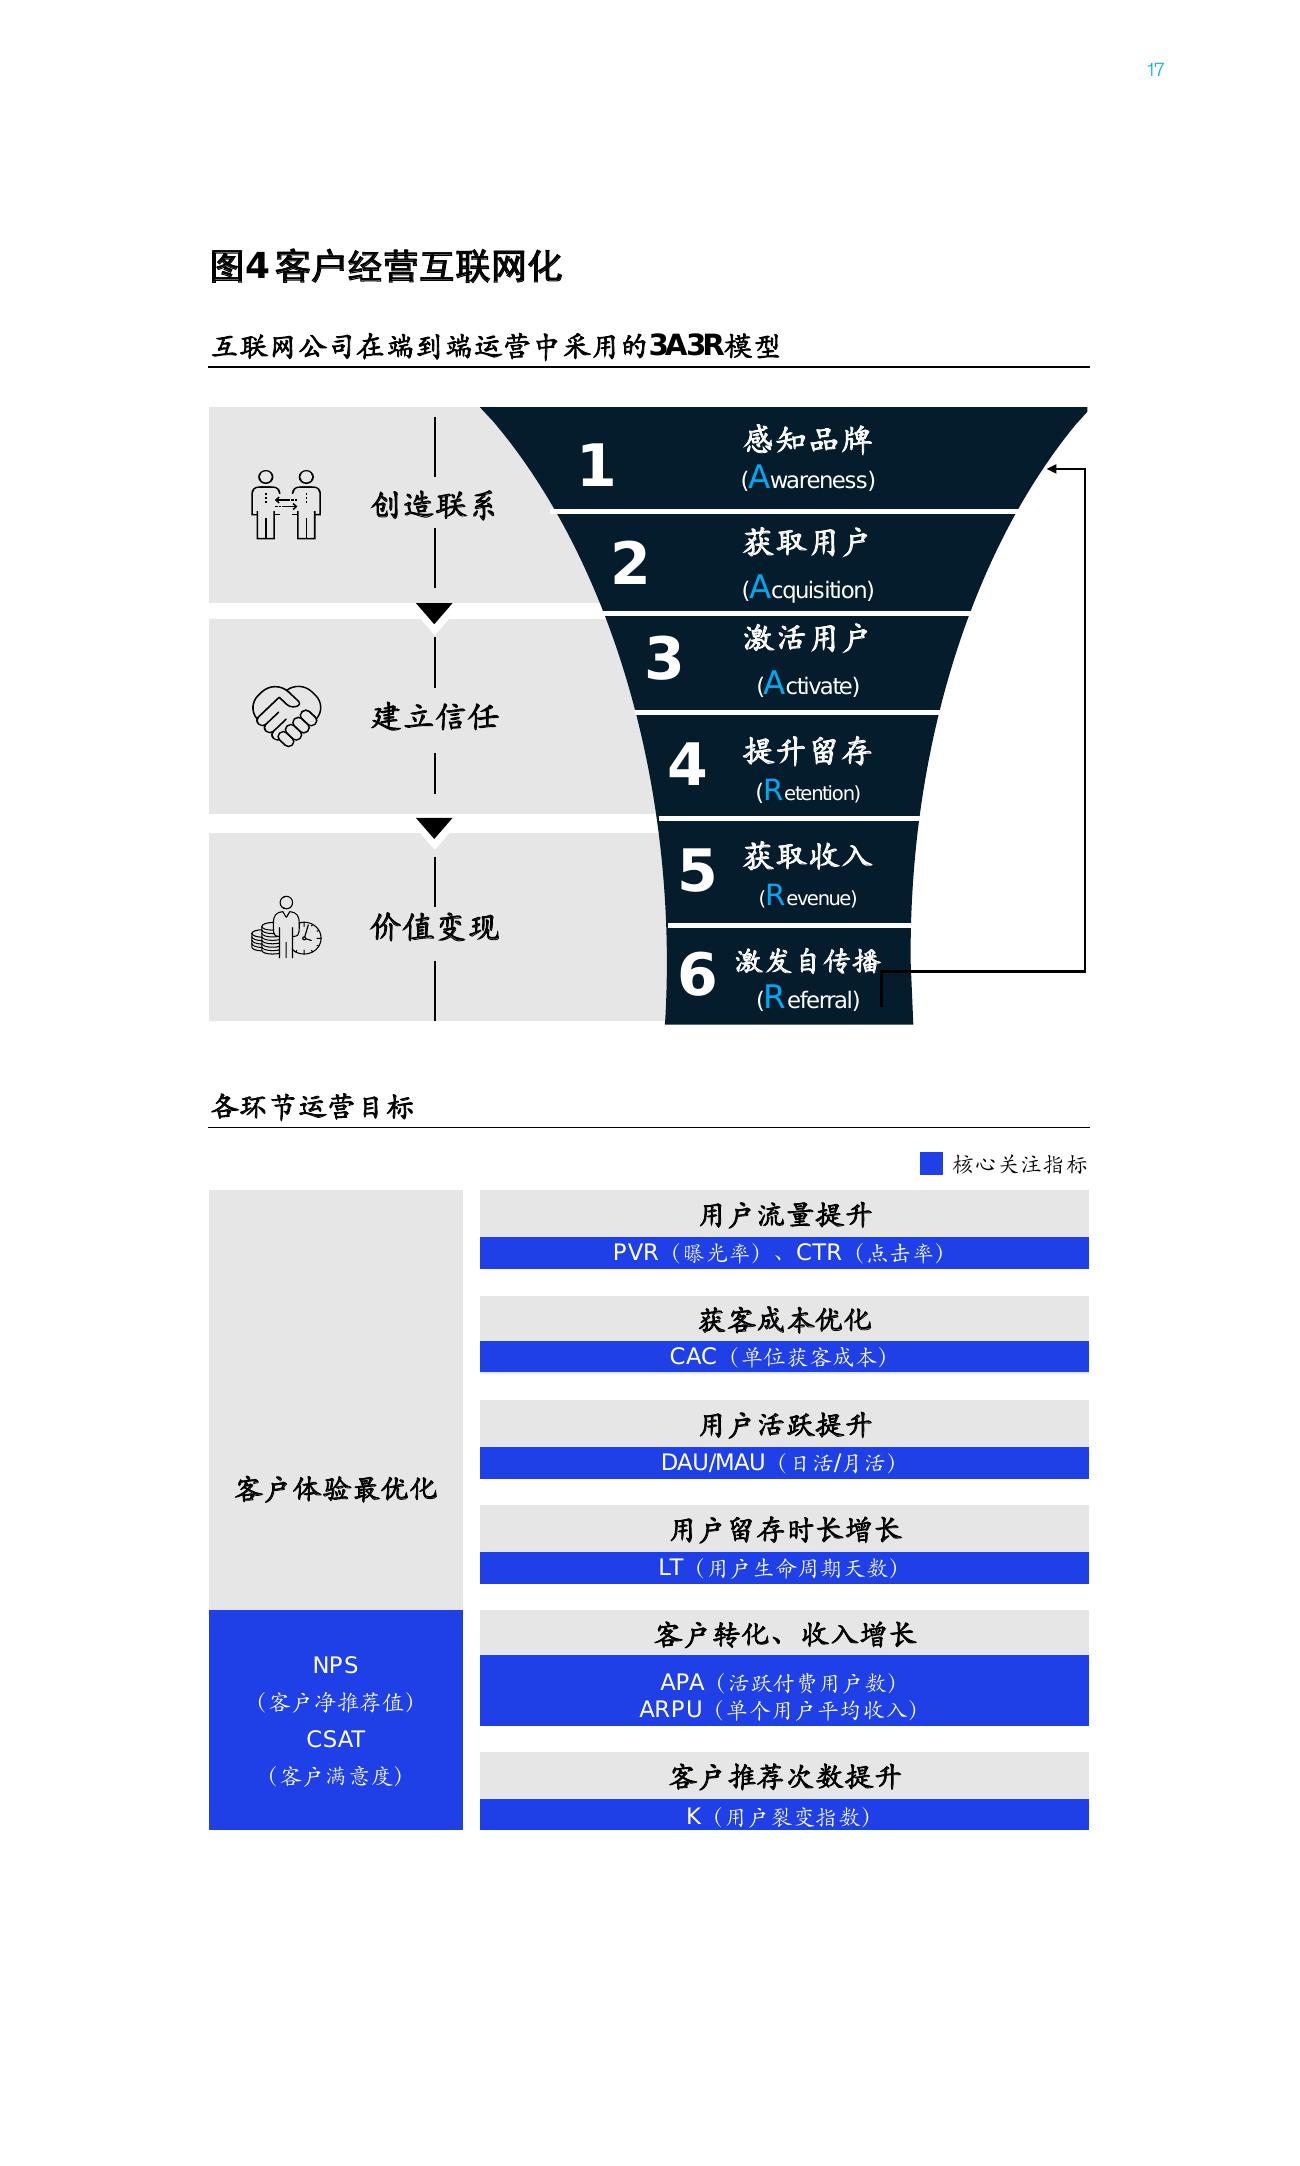 17
图4 客户经营互联网化
互联网公司在端到端运营中采用的3A3R模型
创造联系
建立信任
价值变现
1
感知品牌
(Awareness)
2
获取用户
(Acquisition)
3
激活用户
(Activate)
4
提升留存
(Retention)
5
获取收入
(Revenue)
6
激发自传播
(Referral)
各环节运营目标
核心关注指标
客户体验最优化
NPS
（客户净推荐值）
CSAT
（客户满意度）
用户流量提升
PVR（曝光率）、CTR（点击率）
获客成本优化
CAC（单位获客成本）
用户活跃提升
DAU/MAU（日活/月活）
用户留存时长增长
LT（用户生命周期天数）
客户转化、收入增长
APA（活跃付费用户数）
ARPU（单个用户平均收入）
客户推荐次数提升
K（用户裂变指数）